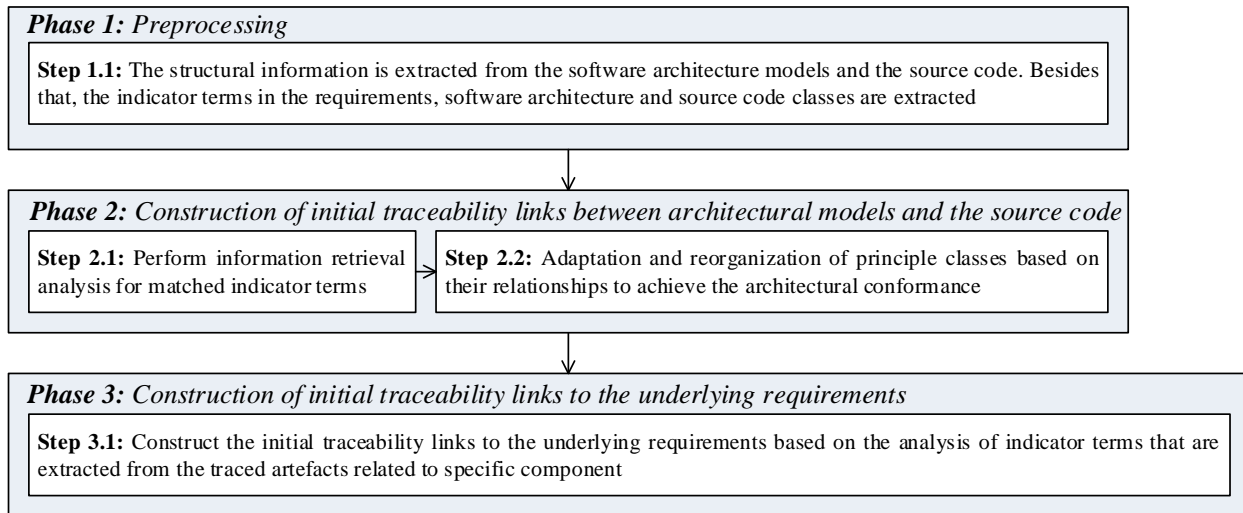 Phase 1: Preprocessing
Step 1.1: The structural information is extracted from the software architecture models and the source code. Besides
that, the indicator terms in the requirements, software architecture and source code classes are extracted
Phase 2: Construction of initial traceability links between architectural models and the source code
Step 2.1: Perform information retrieval
analysis for matched indicator terms
Step 2.2: Adaptation and reorganization of principle classes based on
their relationships to achieve the architectural conformance
Phase 3: Construction of initial traceability links to the underlying requirements
Step 3.1: Construct the initial traceability links to the underlying requirements based on the analysis of indicator terms that are
extracted from the traced artefacts related to specific component